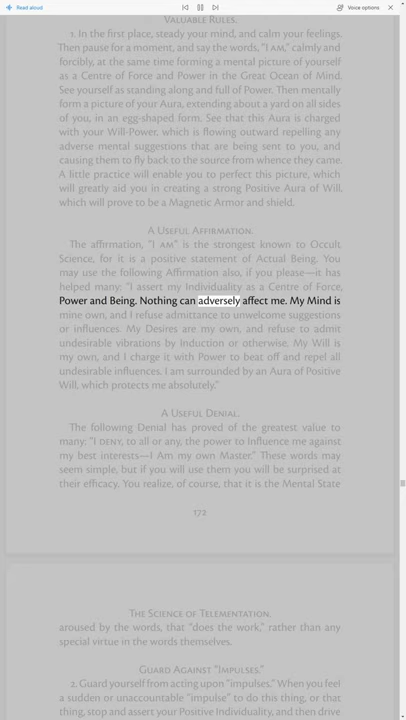 Read aloud
Voice options
VALUABLE RULES.
1. In the first place, steady your mind, and calm your feelings.
Then pause for a moment, and say the words, "I AM," calmly and
forcibly, at the same time forming a mental picture of yourself
as a Centre of Force and Power in the Great Ocean of Mind.
See yourself as standing along and full of Power. Then mentally
form a picture of your Aura, extending about a yard on all sides
of you, in an egg-shaped form. See that this Aura is charged
with your Will-Power, which is flowing outward repelling any
adverse mental suggestions that are being sent to you, and
causing them to fly back to the source from whence they came.
A little practice will enable you to perfect this picture, which
will greatly aid you in creating a strong Positive Aura of Will,
which will prove to be a Magnetic Armor and shield.
A USEFUL AFFIRMATION.
The affirmation, "I AM" is the strongest known to Occult
Science, for it is a positive statement of Actual Being. You
may use the following Affirmation also, if you please—it has
helped many: "I assert my Individuality as a Centre of Force,
Power and Being. Nothing can adversely affect me. My Mind is
mine own, and I refuse admittance to unwelcome suggestions
or influences. My Desires are my own, and refuse to admit
undesirable vibrations by Induction or otherwise. My Will is
my own, and I charge it with Power to beat off and repel all
undesirable influences. I am surrounded by an Aura of Positive
Will, which protects me absolutely."
A USEFUL DENIAL.
The following Denial has proved of the greatest value to
many: "I DENY, to all or any, the power to Influence me against
my best interests—I Am my own Master." These words may
seem simple, but if you will use them you will be surprised at
their efficacy. You realize, of course, that it is the Mental State
172
THE SCIENCE OF TELEMENTATION.
aroused by the words, that "does the work," rather than any
special virtue in the words themselves.
GUARD AGAINST "IMPULSES."
2. Guard yourself from acting upon "impulses." When you feel
a sudden or unaccountable "impulse" to do this thing, or that
thing, stop and assert your Positive Individuality, and then drive